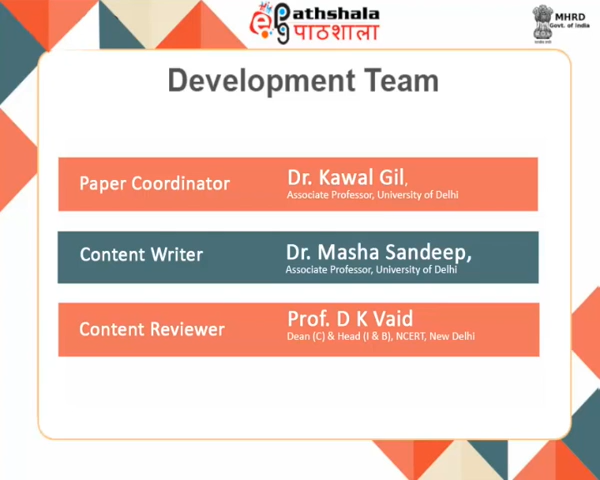 Pathshala
पाठशाला
MHRD
Govt. of India
Development Team
Paper Coordinator
Dr. Kawal Gil,
Associate Professor, University of Delhi
Content Writer
Dr. Masha Sandeep,
Associate Professor, University of Delhi
Content Reviewer
Prof. D K Vaid
Dean (C) & Head (I & B), NCERT, New Delhi